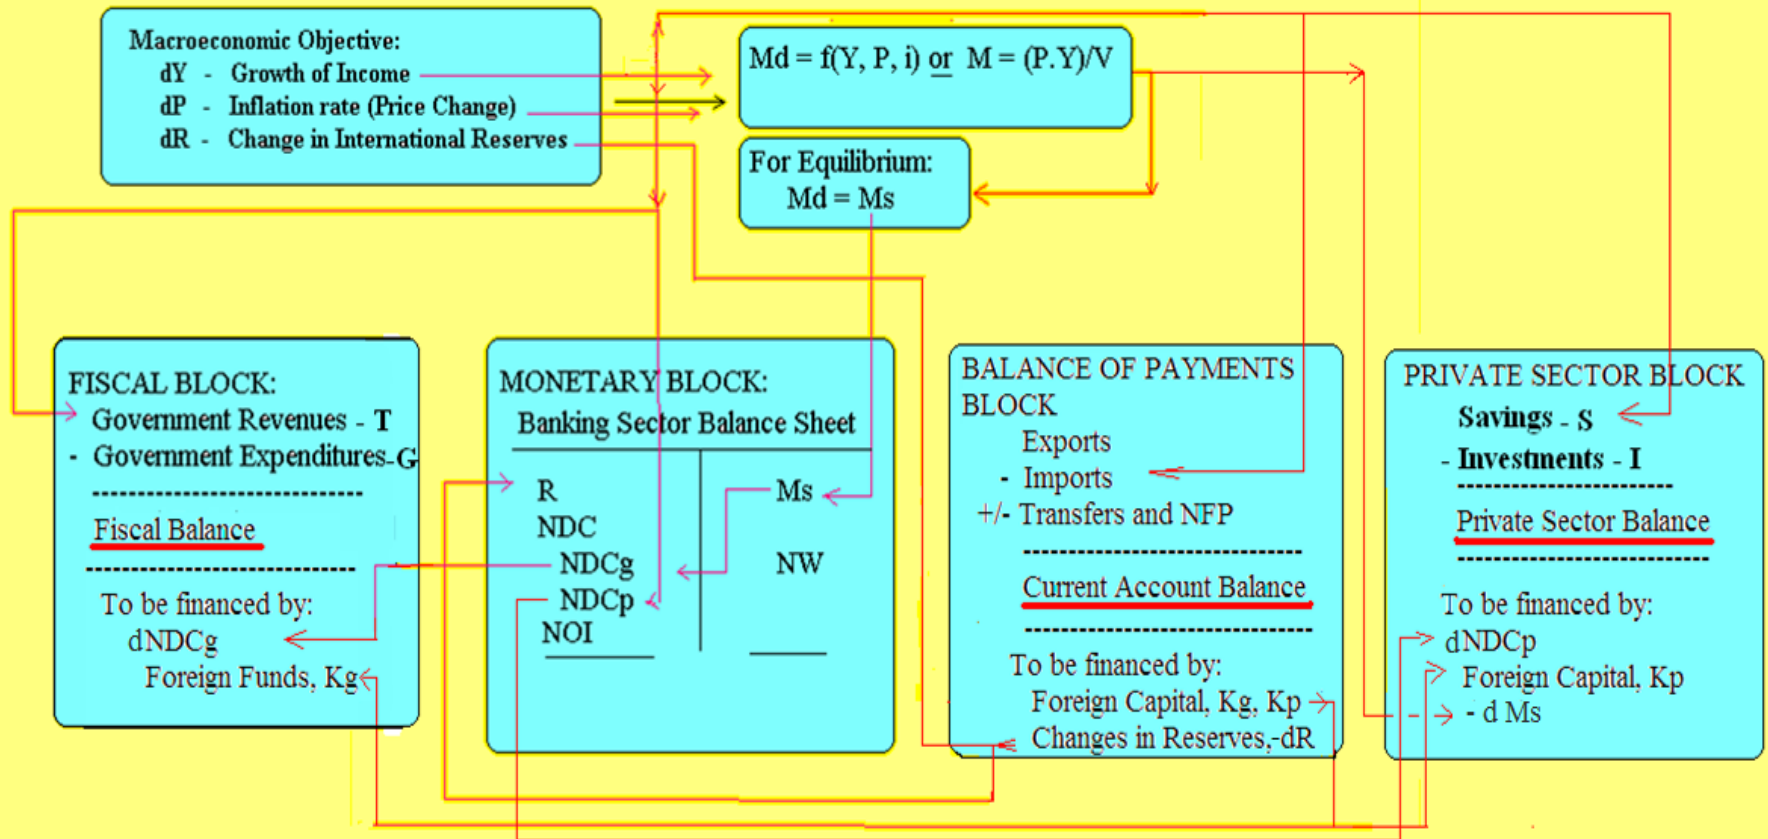 Macroeconomic Objective:
dY - Growth of Income
dP - Inflation rate (Price Change)
dR - Change in International Reserves
Md = f(Y, P, i) or M = (P.Y)/V
For Equilibrium:
Md = Ms
FISCAL BLOCK:
Government Revenues - T
- Government Expenditures-G
------------------------------
Fiscal Balance
------------------------------
To be financed by:
dNDCg
Foreign Funds, Kg
MONETARY BLOCK:
Banking Sector Balance Sheet
R
Ms
NDC
NDCg
NW
NDCp
NOI
BALANCE OF PAYMENTS
BLOCK
Exports
- Imports
+/- Transfers and NFP
------------------------------
Current Account Balance
------------------------------
To be financed by:
Foreign Capital, Kg, Kp
Changes in Reserves,-dR
PRIVATE SECTOR BLOCK
Savings - S
- Investments - I
------------------------
Private Sector Balance
----------------------------
To be financed by:
dNDCp
Foreign Capital, Kp
- d Ms